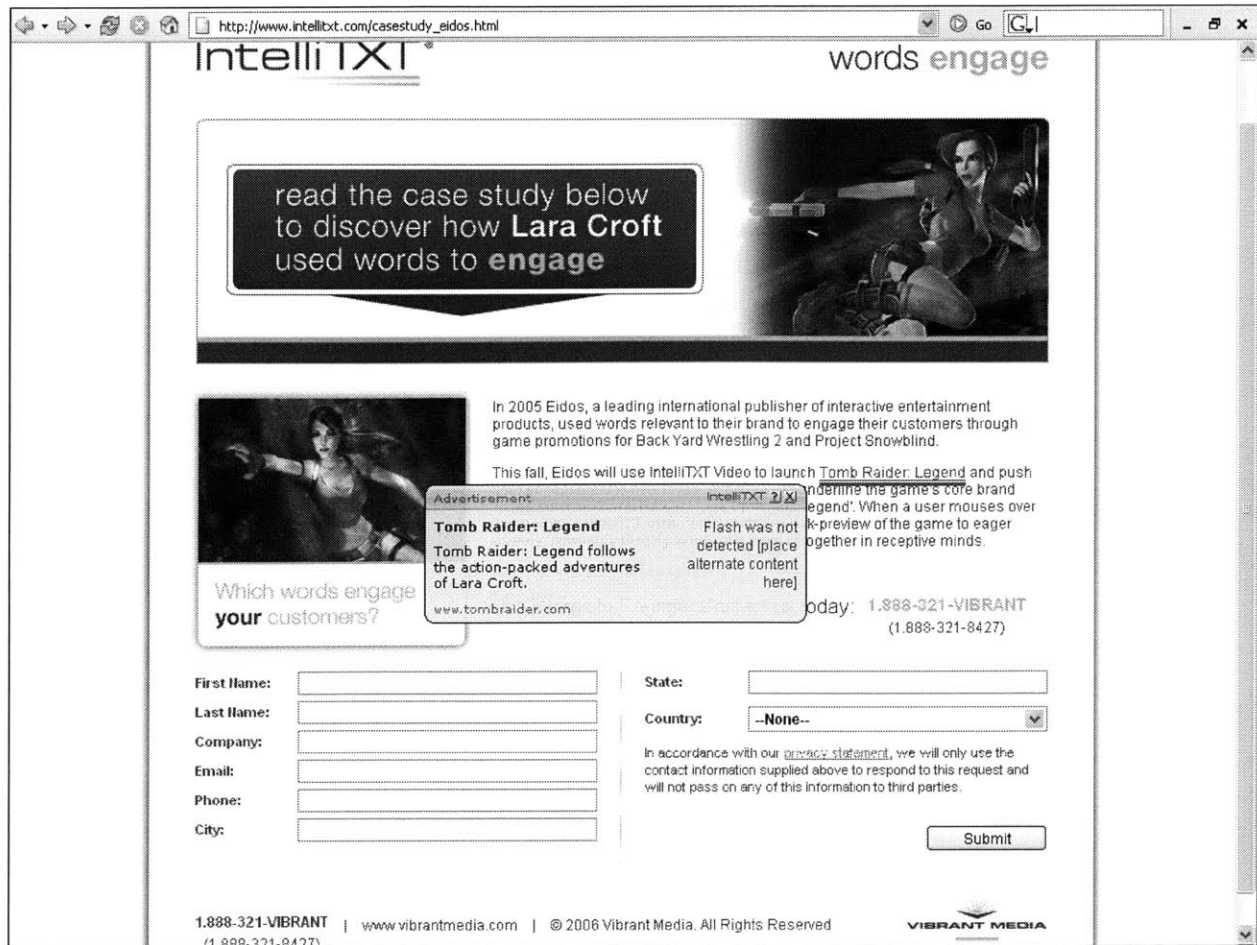 http://www.intellitxt.com/casestudy_eidos.html
Go
G
IntelliTXT®
words engage
read the case study below
to discover how Lara Croft
used words to engage
In 2005 Eidos, a leading international publisher of interactive entertainment
products, used words relevant to their brand to engage their customers through
game promotions for Back Yard Wrestling 2 and Project Snowblind.
This fall, Eidos will use IntelliTXT Video to launch Tomb Raider: Legend and push
nderline the game's core brand
egend'. When a user mouses over
k-preview of the game to eager
ogether in receptive minds.
Advertisement
IntelliTXT ? X
Tomb Raider: Legend
Tomb Raider: Legend follows
the action-packed adventures
of Lara Croft.
www.tombraider.com
Flash was not
detected [place
alternate content
here]
Which words engage
your customers?
oday: 1.888-321-VIBRANT
(1.888-321-8427)
First Name:
Last Name:
Company:
Email:
Phone:
City:
State:
Country: --None--
In accordance with our privacy statement, we will only use the
contact information supplied above to respond to this request and
will not pass on any of this information to third parties.
Submit
1.888-321-VIBRANT | www.vibrantmedia.com | © 2006 Vibrant Media. All Rights Reserved
(1.888-321-8427)
VIBRANT MEDIA